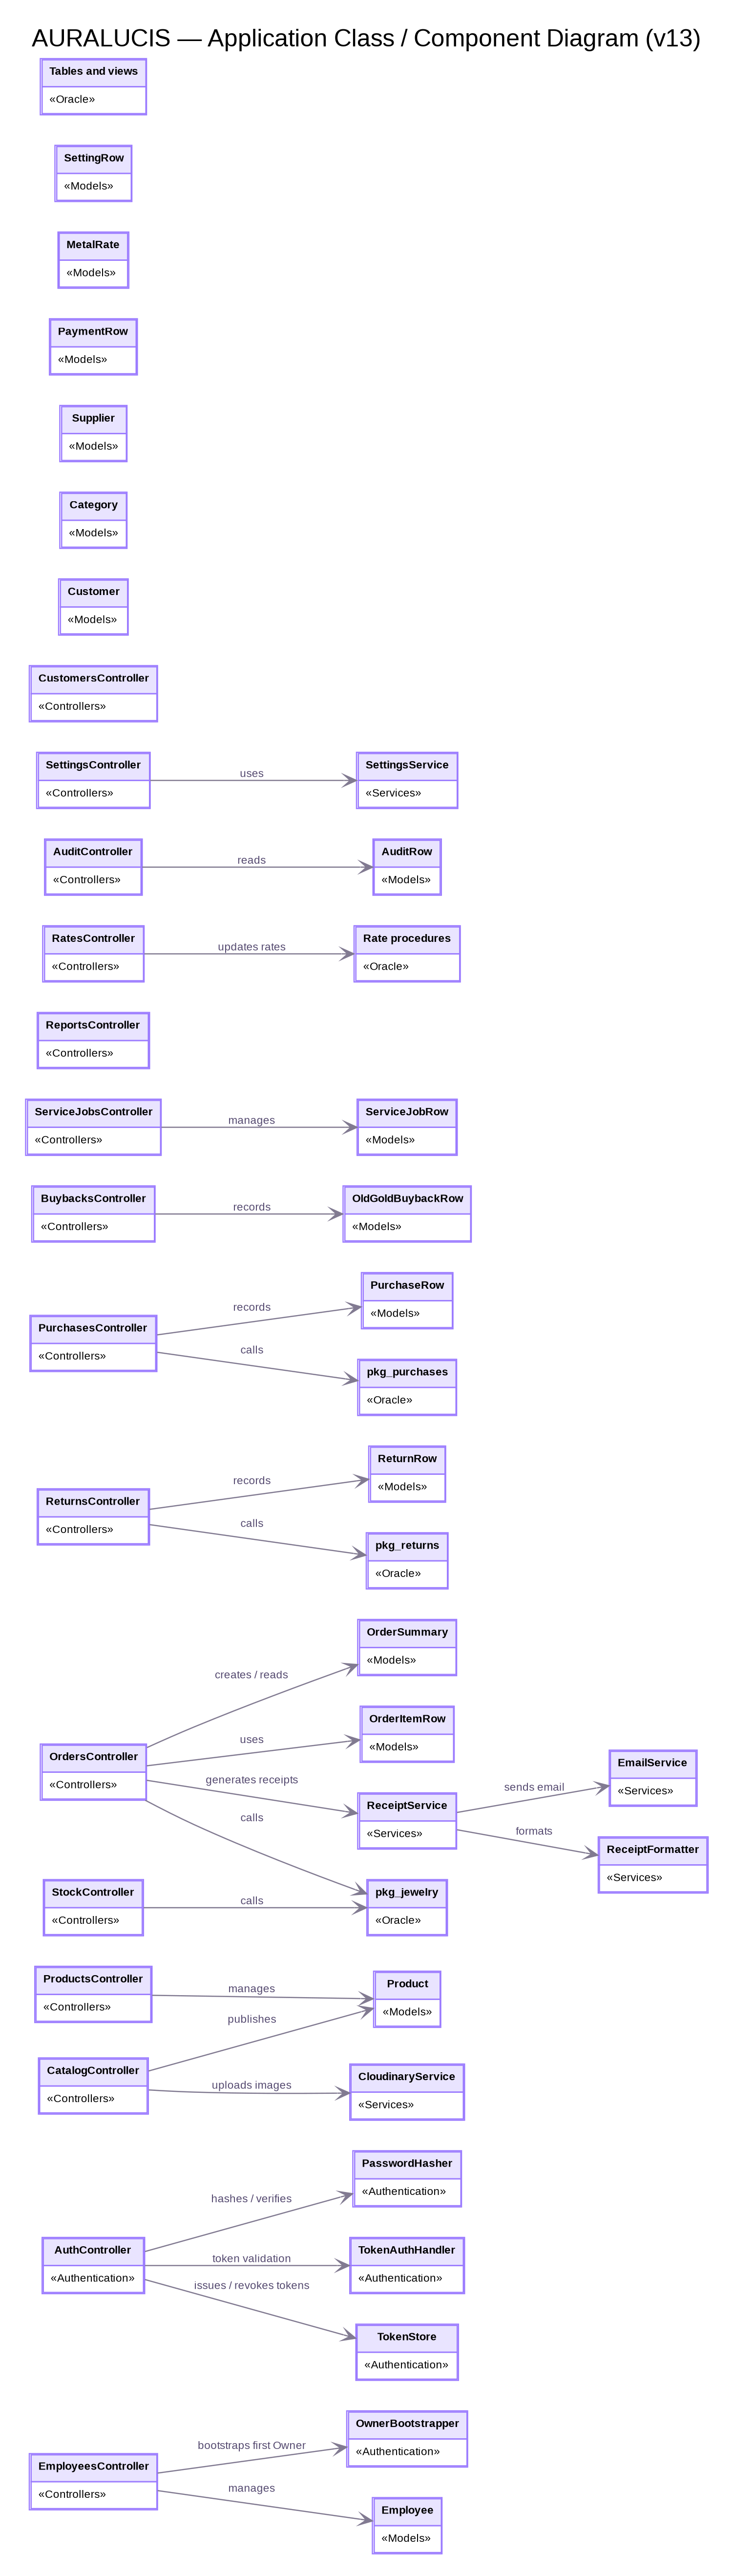 AURALUCIS — Application Class / Component Diagram (v13)
Tables and views
«Oracle»
SettingRow
«Models»
MetalRate
«Models»
PaymentRow
«Models»
Supplier
«Models»
Category
«Models»
Customer
«Models»
CustomersController
«Controllers»
SettingsController
«Controllers»
uses
SettingsService
«Services»
AuditController
«Controllers»
reads
AuditRow
«Models»
RatesController
«Controllers»
updates rates
Rate procedures
«Oracle»
ReportsController
«Controllers»
ServiceJobsController
«Controllers»
manages
ServiceJobRow
«Models»
BuybacksController
«Controllers»
records
OldGoldBuybackRow
«Models»
PurchasesController
«Controllers»
records
PurchaseRow
«Models»
calls
pkg_purchases
«Oracle»
ReturnsController
«Controllers»
records
ReturnRow
«Models»
calls
pkg_returns
«Oracle»
OrdersController
«Controllers»
creates / reads
OrderSummary
«Models»
uses
OrderItemRow
«Models»
generates receipts
ReceiptService
«Services»
sends email
EmailService
«Services»
formats
ReceiptFormatter
«Services»
calls
pkg_jewelry
«Oracle»
StockController
«Controllers»
calls
ProductsController
«Controllers»
manages
Product
«Models»
publishes
CatalogController
«Controllers»
uploads images
CloudinaryService
«Services»
AuthController
«Authentication»
hashes / verifies
PasswordHasher
«Authentication»
token validation
TokenAuthHandler
«Authentication»
issues / revokes tokens
TokenStore
«Authentication»
EmployeesController
«Controllers»
bootstraps first Owner
OwnerBootstrapper
«Authentication»
manages
Employee
«Models»